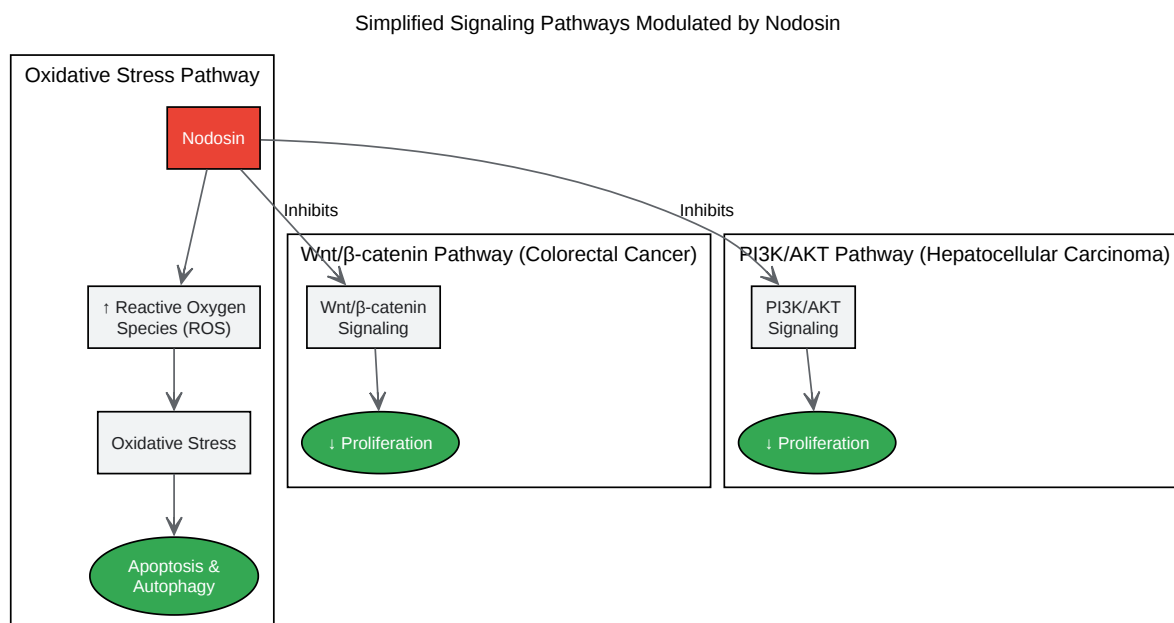 Simplified Signaling Pathways Modulated by Nodosin
Oxidative Stress Pathway
Nodosin
Inhibits
Inhibits
Wnt/β-catenin Pathway (Colorectal Cancer)
PI3K/AKT Pathway (Hepatocellular Carcinoma)
↑ Reactive Oxygen
Species (ROS)
Wnt/β-catenin
Signaling
PI3K/AKT
Signaling
Oxidative Stress
↓ Proliferation
↓ Proliferation
Apoptosis &
Autophagy